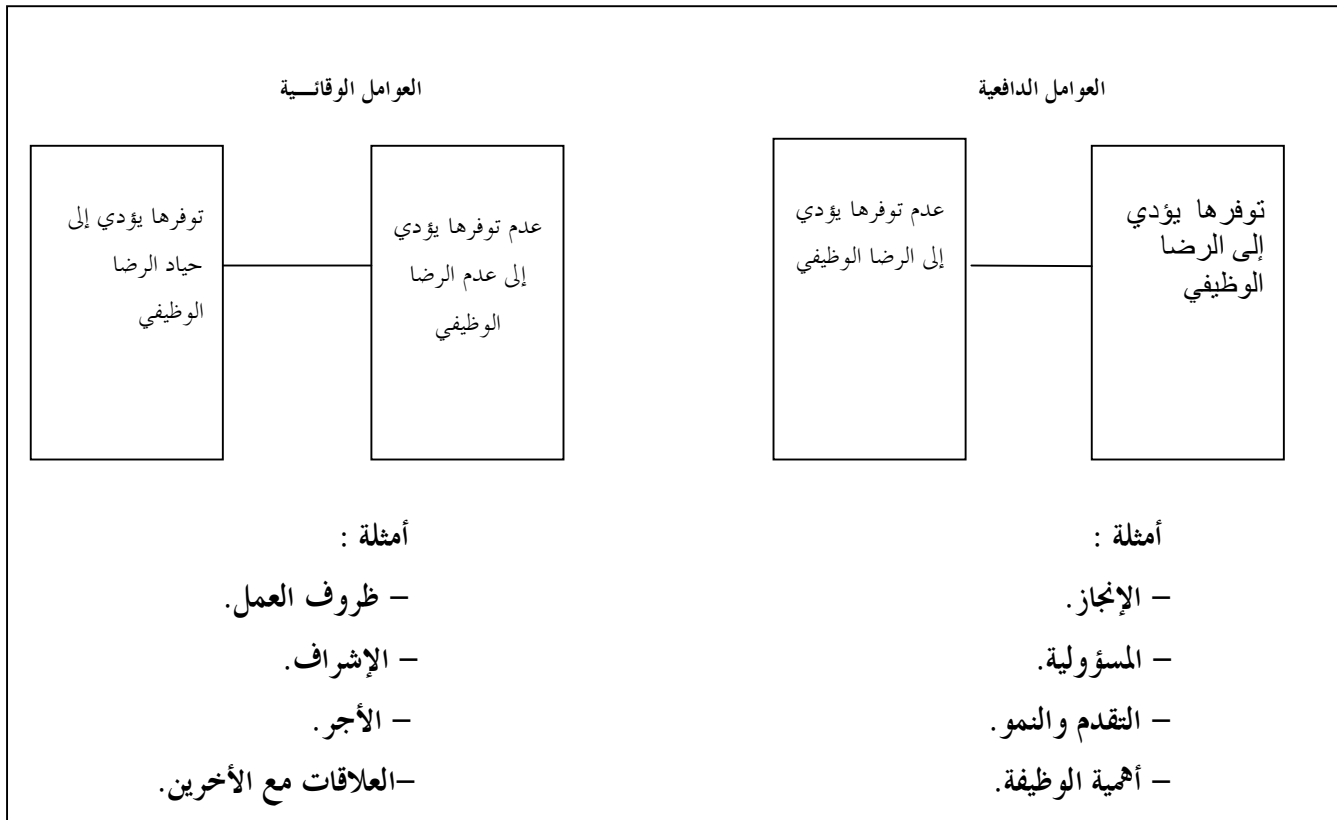 العوامل الدافعية
العوامل الوقائــية
توفرها يؤدي
إلى الرضا
الوظيفي
عدم توفرها يؤدي
إلى الرضا الوظيفي
عدم توفرها يؤدي
إلى عدم الرضا
الوظيفي
توفرها يؤدي إلى
حياد الرضا
الوظيفي
أمثلة :
– الإنجاز.
– المسؤولية.
– التقدم والنمو.
– أهمية الوظيفة.
أمثلة :
– ظروف العمل.
– الإشراف.
– الأجر.
–العلاقات مع الأخرين.